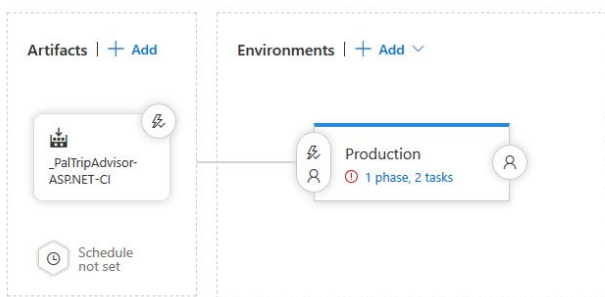 Artifacts | + Add
Environments | + Add
_PalTripAdvisor-
ASP.NET-CI
Production
1 phase, 2 tasks
Schedule
not set